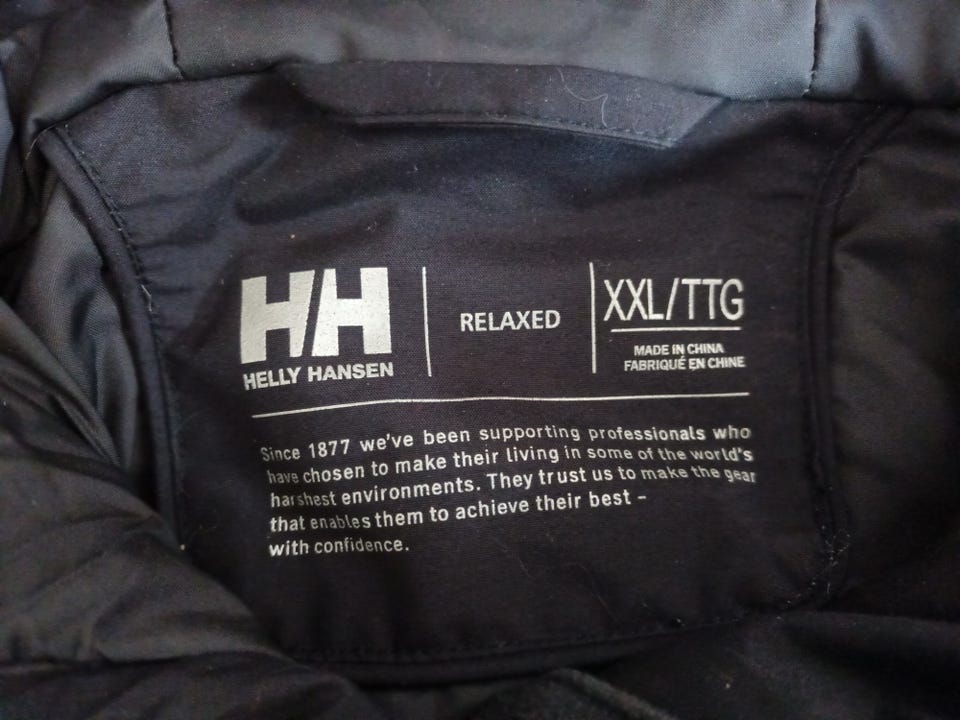 HH
HELLY HANSEN
RELAXED
XXL/TTG
MADE IN CHINA
FABRIQUÉ EN CHINE
Since 1877 we've been supporting professionals who
have chosen to make their living in some of the world's
harshest environments. They trust us to make the gear
that enables them to achieve their best –
with confidence.